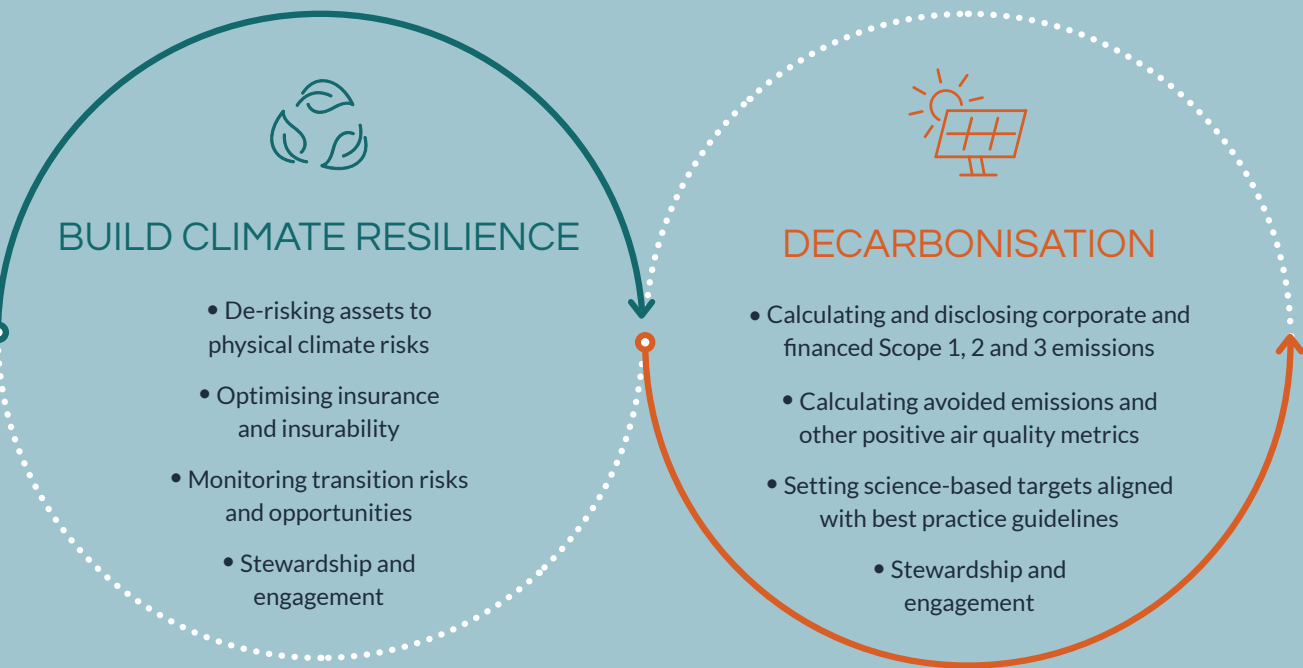 BUILD CLIMATE RESILIENCE
• De-risking assets to
physical climate risks
• Optimising insurance
and insurability
• Monitoring transition risks
and opportunities
• Stewardship and
engagement
DECARBONISATION
• Calculating and disclosing corporate and
financed Scope 1, 2 and 3 emissions
• Calculating avoided emissions and
other positive air quality metrics
• Setting science-based targets aligned
with best practice guidelines
• Stewardship and
engagement